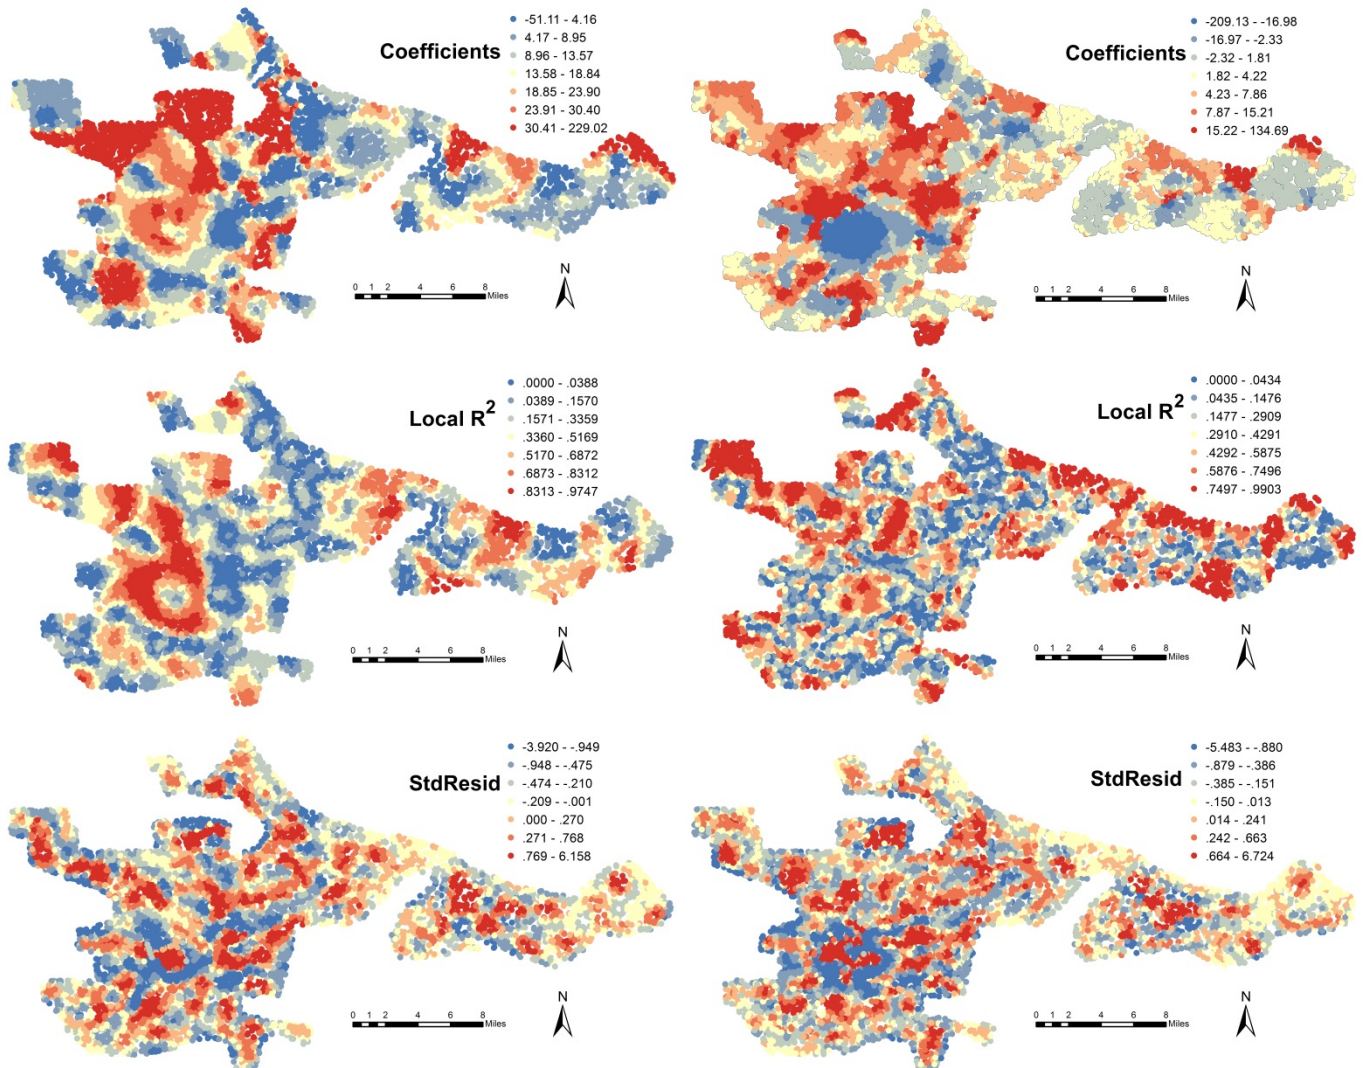 Coefficients
-51.11 - 4.16
4.17 - 8.95
8.96 - 13.57
13.58 - 18.84
18.85 - 23.90
23.91 - 30.40
30.41 - 229.02
N
0 1 2 4 6 8 Miles
Coefficients
-209.13 - -16.98
-16.97 - -2.33
-2.32 - 1.81
1.82 - 4.22
4.23 - 7.86
7.87 - 15.21
15.22 - 134.69
N
0 1 2 4 6 8 Miles
Local R²
.0000 - .0388
.0389 - .1570
.1571 - .3359
.3360 - .5169
.5170 - .6872
.6873 - .8312
.8313 - .9747
N
0 1 2 4 6 8 Miles
Local R²
.0000 - .0434
.0435 - .1476
.1477 - .2909
.2910 - .4291
.4292 - .5875
.5876 - .7496
.7497 - .9903
N
0 1 2 4 6 8 Miles
StdResid
-3.920 - -.949
-.948 - -.475
-.474 - -.210
-.209 - -.001
.000 - .270
.271 - .768
.769 - 6.158
N
0 1 2 4 6 8 Miles
StdResid
-5.483 - -.880
-.879 - -.386
-.385 - -.151
-.150 - .013
.014 - .241
.242 - .663
.664 - 6.724
N
0 1 2 4 6 8 Miles